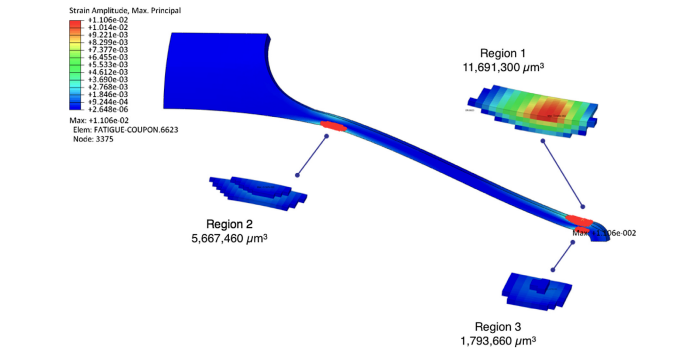 Strain Amplitude, Max. Principal
+1.106e-02
+1.014e-02
+9.221e-03
+8.299e-03
+7.377e-03
+6.455e-03
+5.533e-03
+4.612e-03
+3.690e-03
+2.768e-03
+1.846e-03
+9.244e-04
+2.648e-06
Max: +1.106e-02
Elem: FATIGUE-COUPON.6623
Node: 3375
Region 1
11,691,300 µm³
Region 2
5,667,460 µm³
Max: +1.106e-002
Region 3
1,793,660 µm³